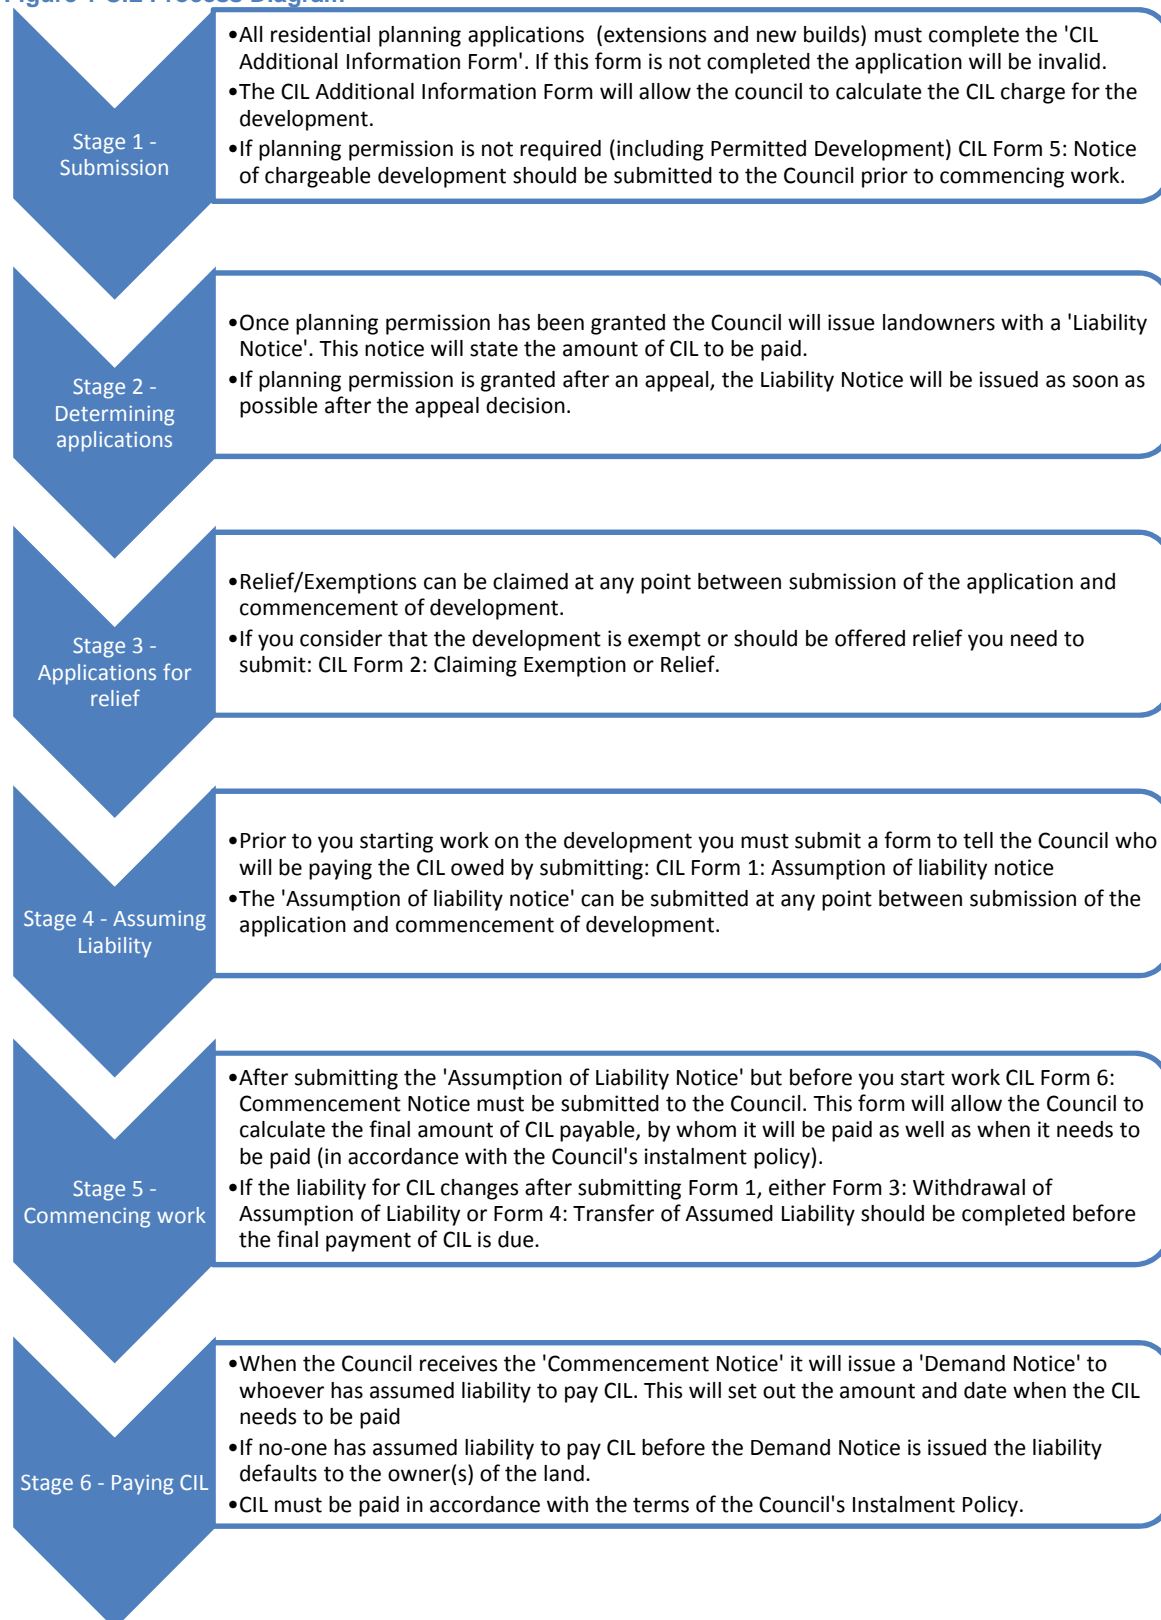 Figure 1 CIL Process Diagram
Stage 1 -
Submission
•All residential planning applications (extensions and new builds) must complete the 'CIL
Additional Information Form'. If this form is not completed the application will be invalid.
•The CIL Additional Information Form will allow the council to calculate the CIL charge for the
development.
•If planning permission is not required (including Permitted Development) CIL Form 5: Notice
of chargeable development should be submitted to the Council prior to commencing work.
Stage 2 -
Determining
applications
•Once planning permission has been granted the Council will issue landowners with a 'Liability
Notice'. This notice will state the amount of CIL to be paid.
•If planning permission is granted after an appeal, the Liability Notice will be issued as soon as
possible after the appeal decision.
Stage 3 -
Applications for
relief
•Relief/Exemptions can be claimed at any point between submission of the application and
commencement of development.
•If you consider that the development is exempt or should be offered relief you need to
submit: CIL Form 2: Claiming Exemption or Relief.
Stage 4 - Assuming
Liability
•Prior to you starting work on the development you must submit a form to tell the Council who
will be paying the CIL owed by submitting: CIL Form 1: Assumption of liability notice
•The 'Assumption of liability notice' can be submitted at any point between submission of the
application and commencement of development.
Stage 5 -
Commencing work
•After submitting the 'Assumption of Liability Notice' but before you start work CIL Form 6:
Commencement Notice must be submitted to the Council. This form will allow the Council to
calculate the final amount of CIL payable, by whom it will be paid as well as when it needs to
be paid (in accordance with the Council's instalment policy).
•If the liability for CIL changes after submitting Form 1, either Form 3: Withdrawal of
Assumption of Liability or Form 4: Transfer of Assumed Liability should be completed before
the final payment of CIL is due.
Stage 6 - Paying CIL
•When the Council receives the 'Commencement Notice' it will issue a 'Demand Notice' to
whoever has assumed liability to pay CIL. This will set out the amount and date when the CIL
needs to be paid
•If no-one has assumed liability to pay CIL before the Demand Notice is issued the liability
defaults to the owner(s) of the land.
•CIL must be paid in accordance with the terms of the Council's Instalment Policy.